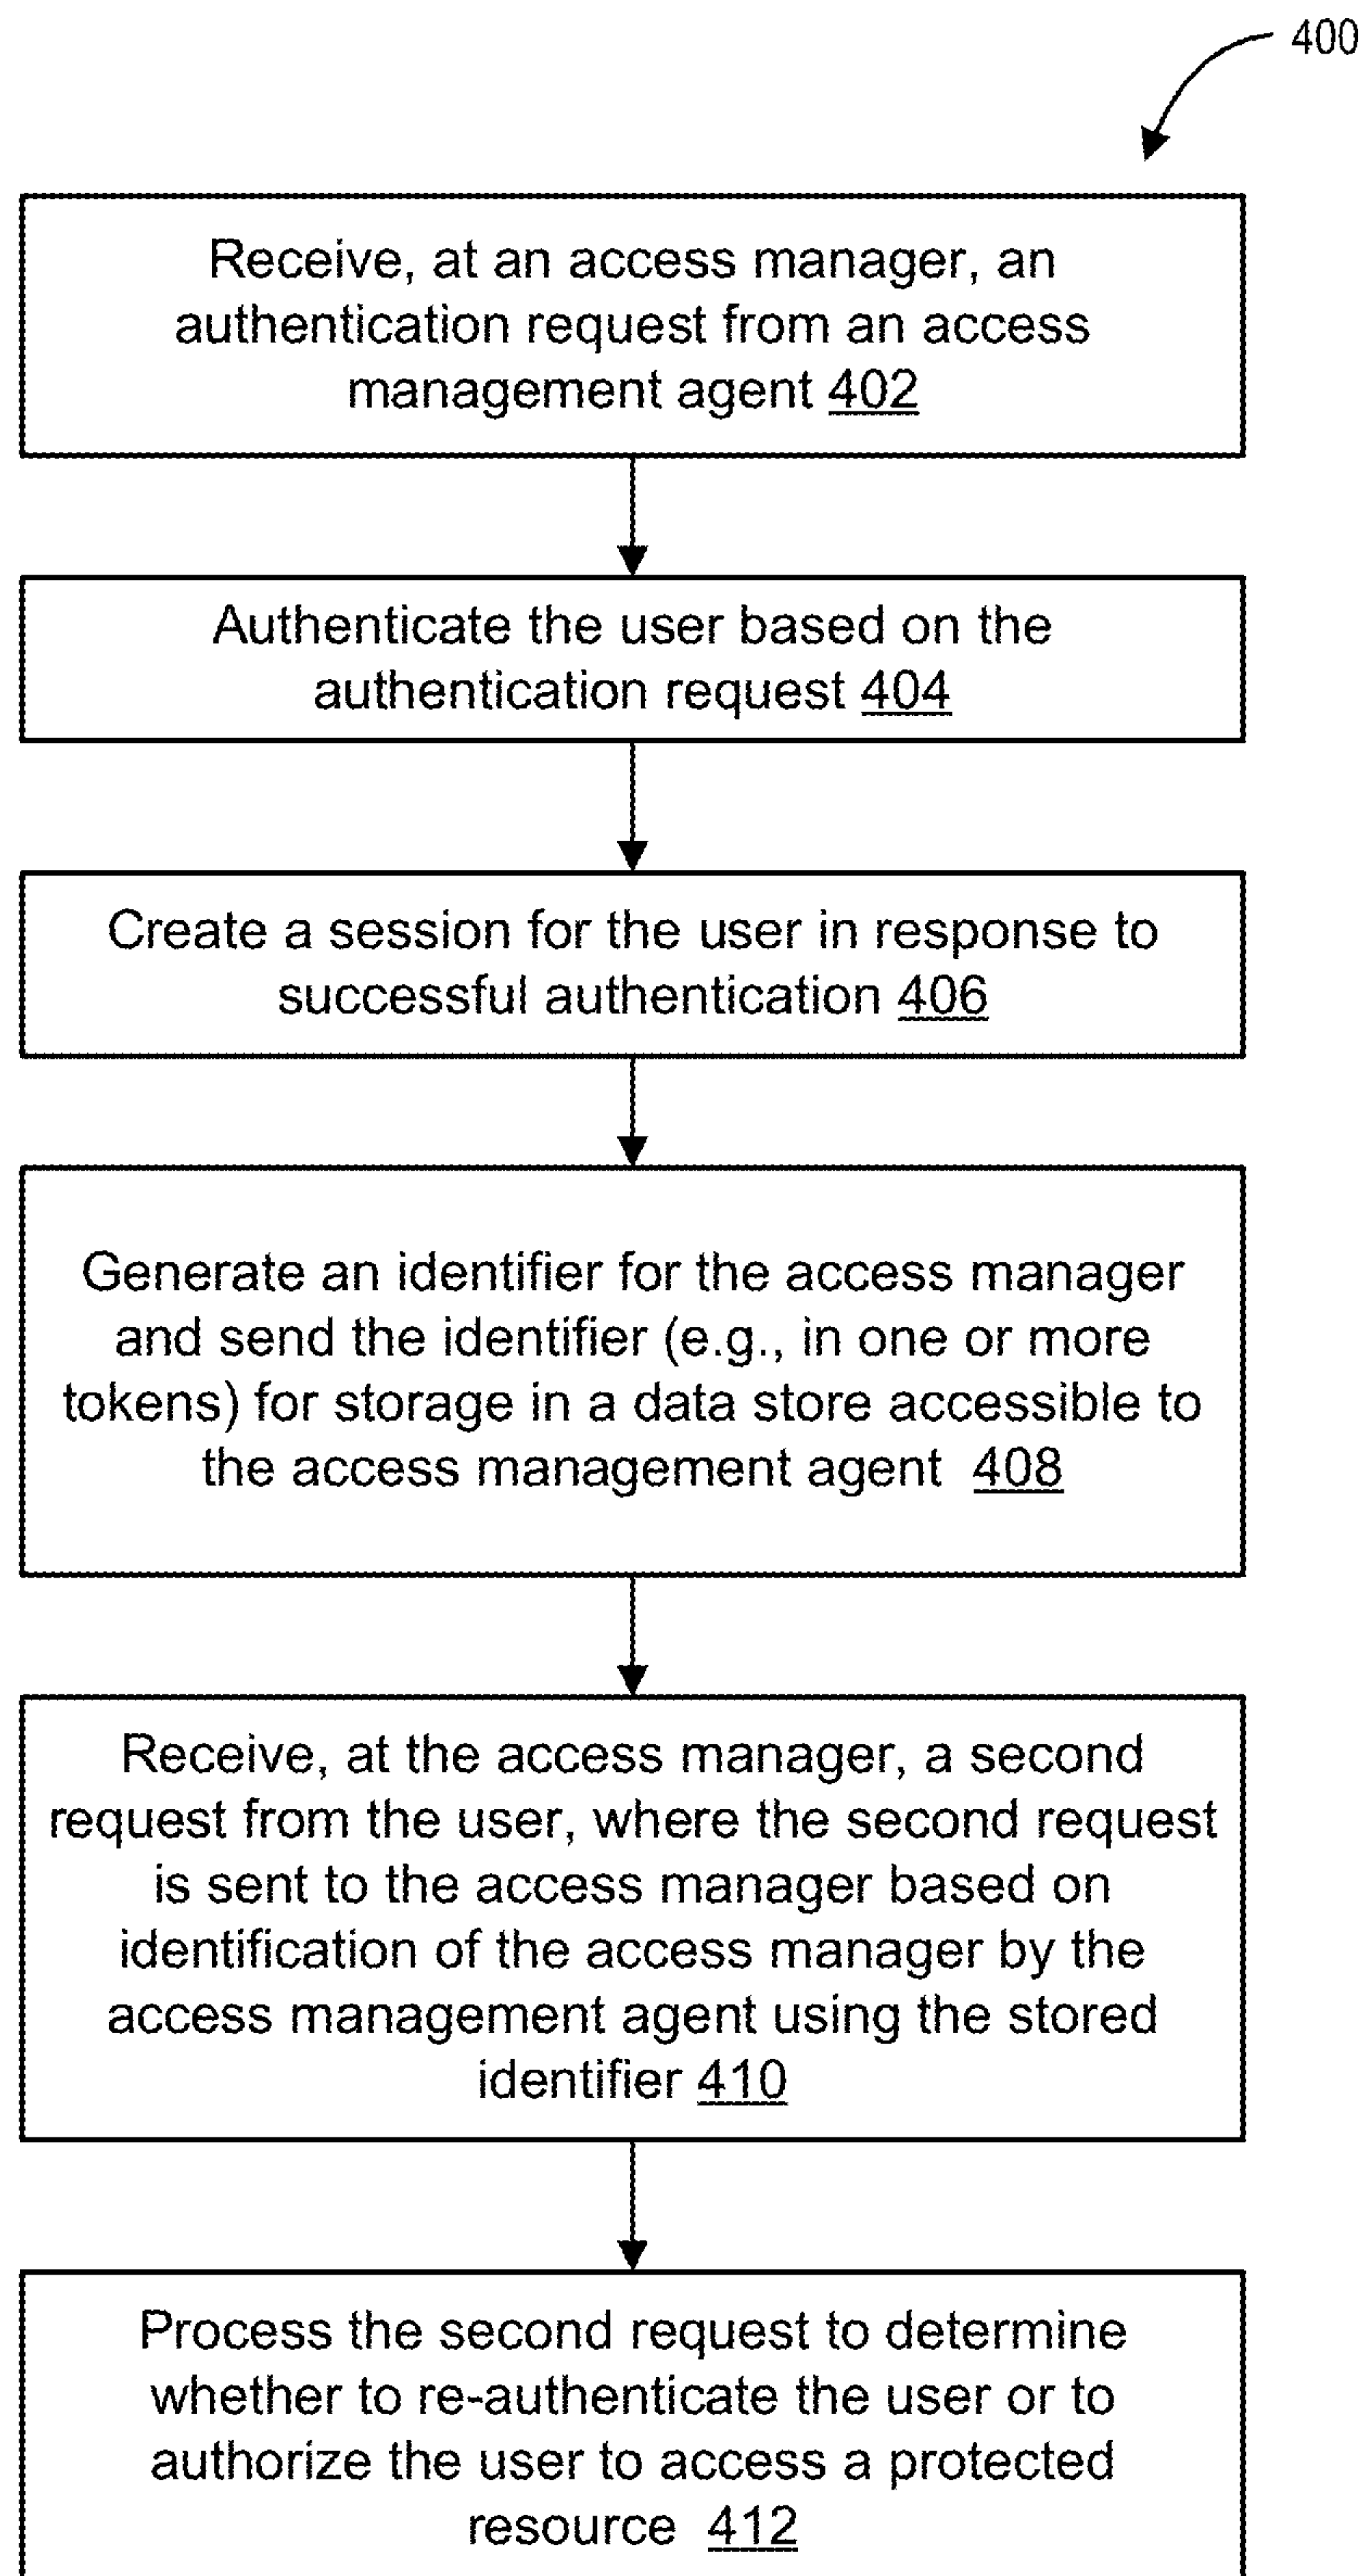 400
Receive, at an access manager, an
authentication request from an access
management agent 402
Authenticate the user based on the
authentication request 404
Create a session for the user in response to
successful authentication 406
Generate an identifier for the access manager
and send the identifier (e.g., in one or more
tokens) for storage in a data store accessible to
the access management agent 408
Receive, at the access manager, a second
request from the user, where the second request
is sent to the access manager based on
identification of the access manager by the
access management agent using the stored
identifier 410
Process the second request to determine
whether to re-authenticate the user or to
authorize the user to access a protected
resource 412